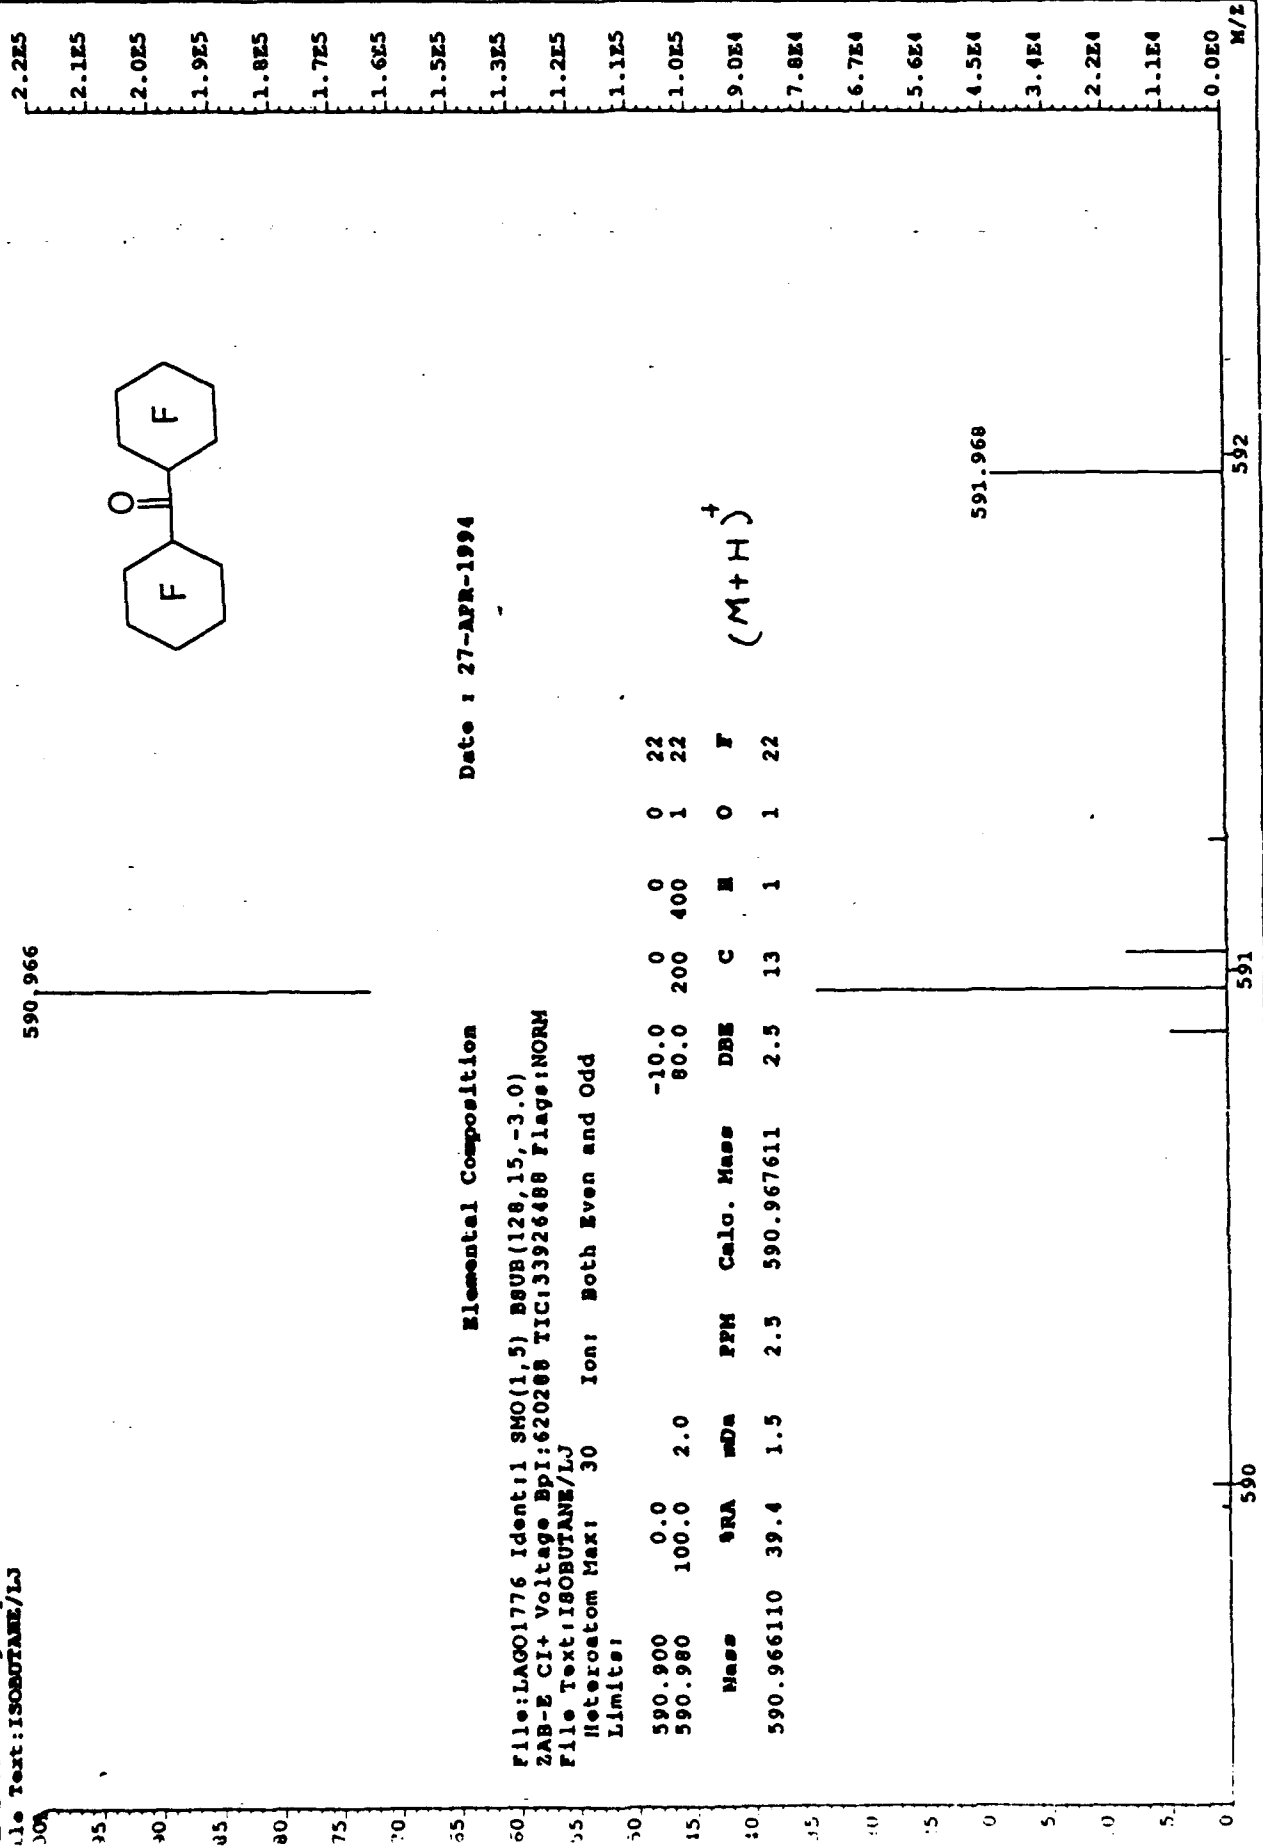 File Text:ISOBUTANE/LJ
590.966
O
F
F
Elemental Composition
Date : 27-APR-1994
File:LAGO1776 Ident:1 SMO(1,5) BSUB(128,15,-3.0)
ZAB-E CI+ Voltage BpI:620288 TIC:33926488 Flags:NORM
File Text:ISOBUTANE/LJ
Heteroatom Max: 30 Ion: Both Even and Odd
Limits:
590.900 0.0 -10.0 0 0 0 22
590.980 100.0 2.0 80.0 200 400 1 22
Mass %RA mDa PPM Calc. Mass DBE C H O F
590.966110 39.4 1.5 2.5 590.967611 2.5 13 1 1 22
(M+H)+
591.968
95
90
85
80
75
70
65
60
55
50
5
0
2.2E5
2.1E5
2.0E5
1.9E5
1.8E5
1.7E5
1.6E5
1.5E5
1.3E5
1.2E5
1.1E5
1.0E5
9.0E4
7.8E4
6.7E4
5.6E4
4.5E4
3.4E4
2.2E4
1.1E4
0.0E0
590
591
592
M/Z